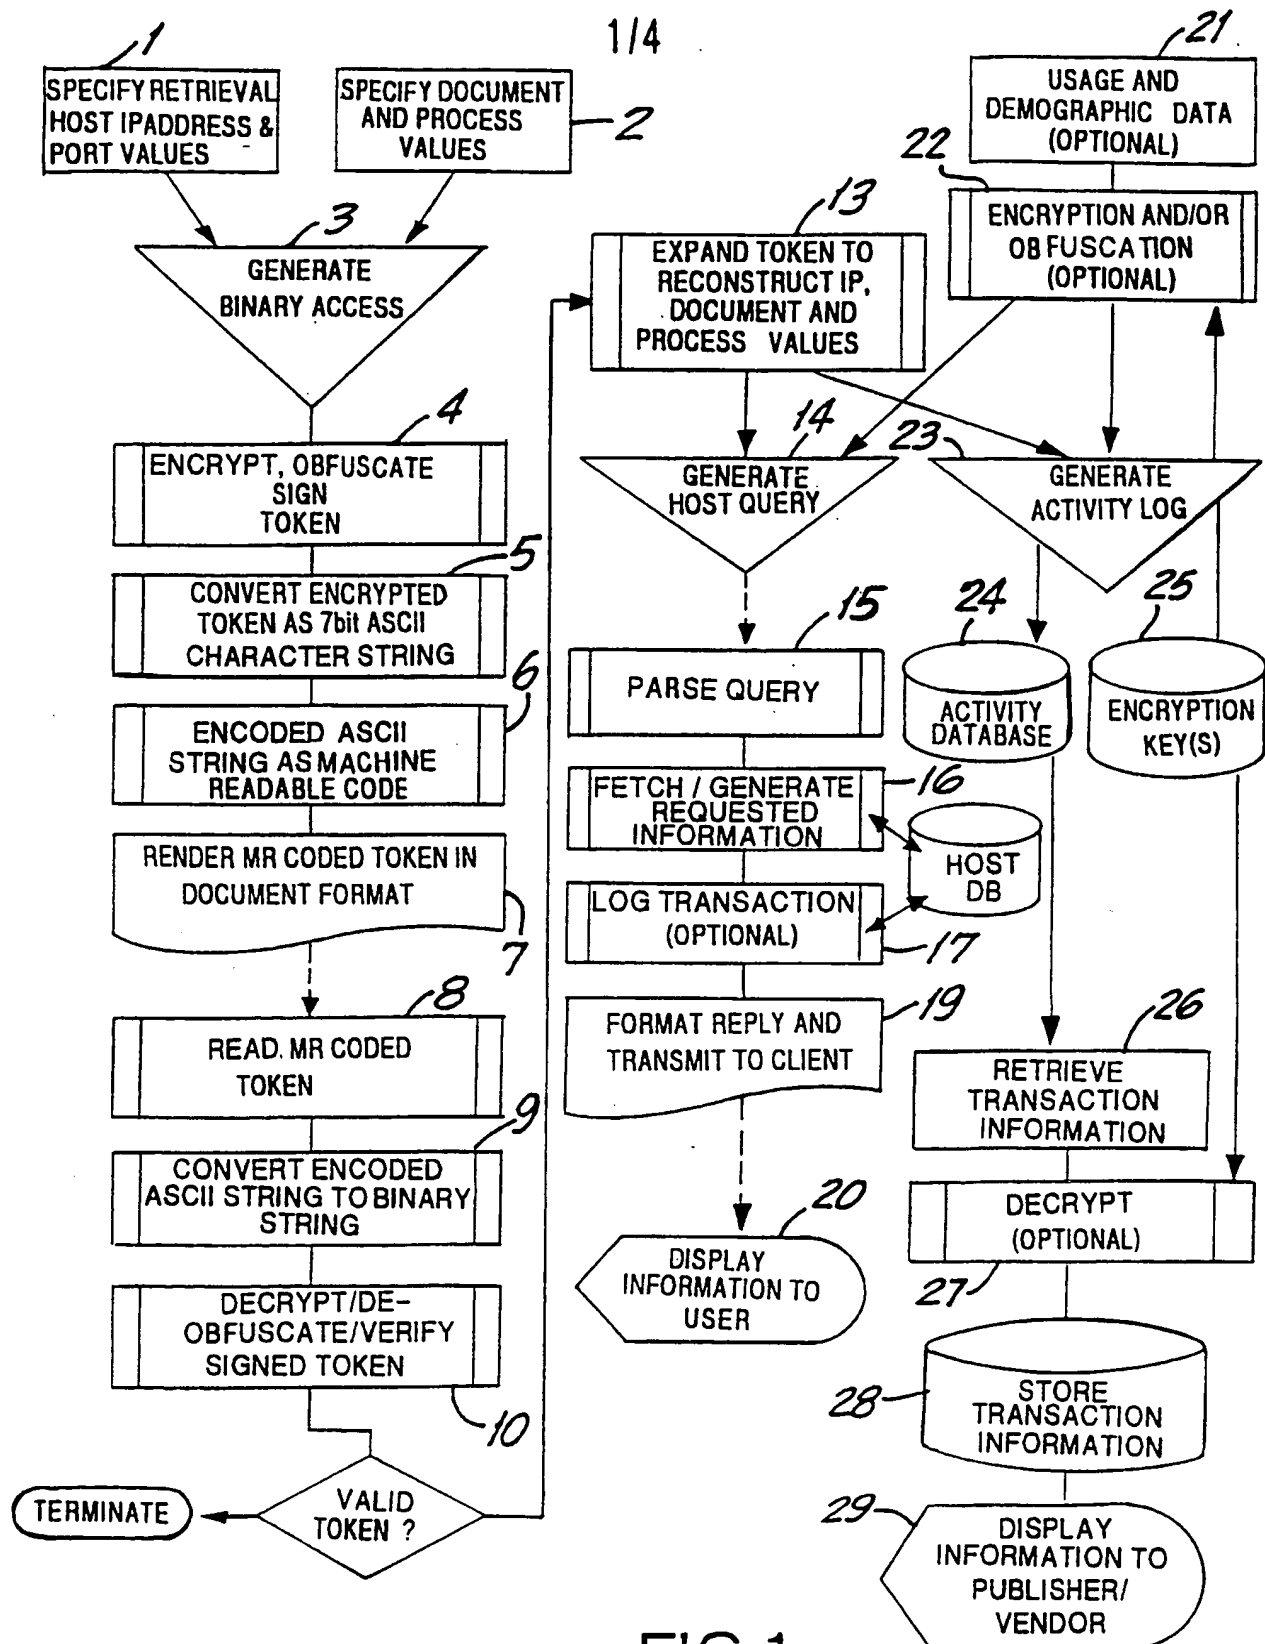 1/4
1
SPECIFY RETRIEVAL
HOST IPADDRESS &
PORT VALUES
SPECIFY DOCUMENT
AND PROCESS
VALUES
2
3
GENERATE
BINARY ACCESS
4
ENCRYPT, OBFUSCATE
SIGN
TOKEN
5
CONVERT ENCRYPTED
TOKEN AS 7bit ASCII
CHARACTER STRING
6
ENCODED ASCII
STRING AS MACHINE
READABLE CODE
RENDER MR CODED TOKEN IN
DOCUMENT FORMAT
7
8
READ. MR CODED
TOKEN
9
CONVERT ENCODED
ASCII STRING TO BINARY
STRING
DECRYPT/DE-
OBFUSCATE/VERIFY
SIGNED TOKEN
10
VALID
TOKEN ?
TERMINATE
13
EXPAND TOKEN TO
RECONSTRUCT IP,
DOCUMENT AND
PROCESS VALUES
14
GENERATE
HOST QUERY
15
PARSE QUERY
16
FETCH / GENERATE
REQUESTED
INFORMATION
HOST
DB
LOG TRANSACTION
(OPTIONAL)
17
19
FORMAT REPLY AND
TRANSMIT TO CLIENT
20
DISPLAY
INFORMATION TO
USER
21
USAGE AND
DEMOGRAPHIC DATA
(OPTIONAL)
22
ENCRYPTION AND/OR
OBFUSCATION
(OPTIONAL)
23
GENERATE
ACTIVITY LOG
24
ACTIVITY
DATABASE
25
ENCRYPTION
KEY(S)
26
RETRIEVE
TRANSACTION
INFORMATION
DECRYPT
(OPTIONAL)
27
28
STORE
TRANSACTION
INFORMATION
29
DISPLAY
INFORMATION TO
PUBLISHER/
VENDOR
FIG.1